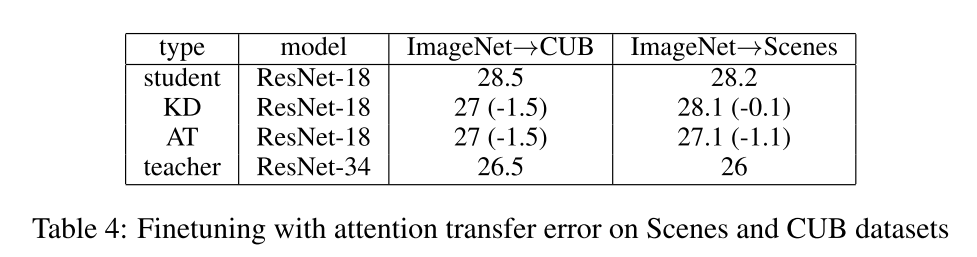 type model ImageNet→CUB ImageNet→Scenes
student ResNet-18 28.5 28.2
KD ResNet-18 27 (-1.5) 28.1 (-0.1)
AT ResNet-18 27 (-1.5) 27.1 (-1.1)
teacher ResNet-34 26.5 26
Table 4: Finetuning with attention transfer error on Scenes and CUB datasets